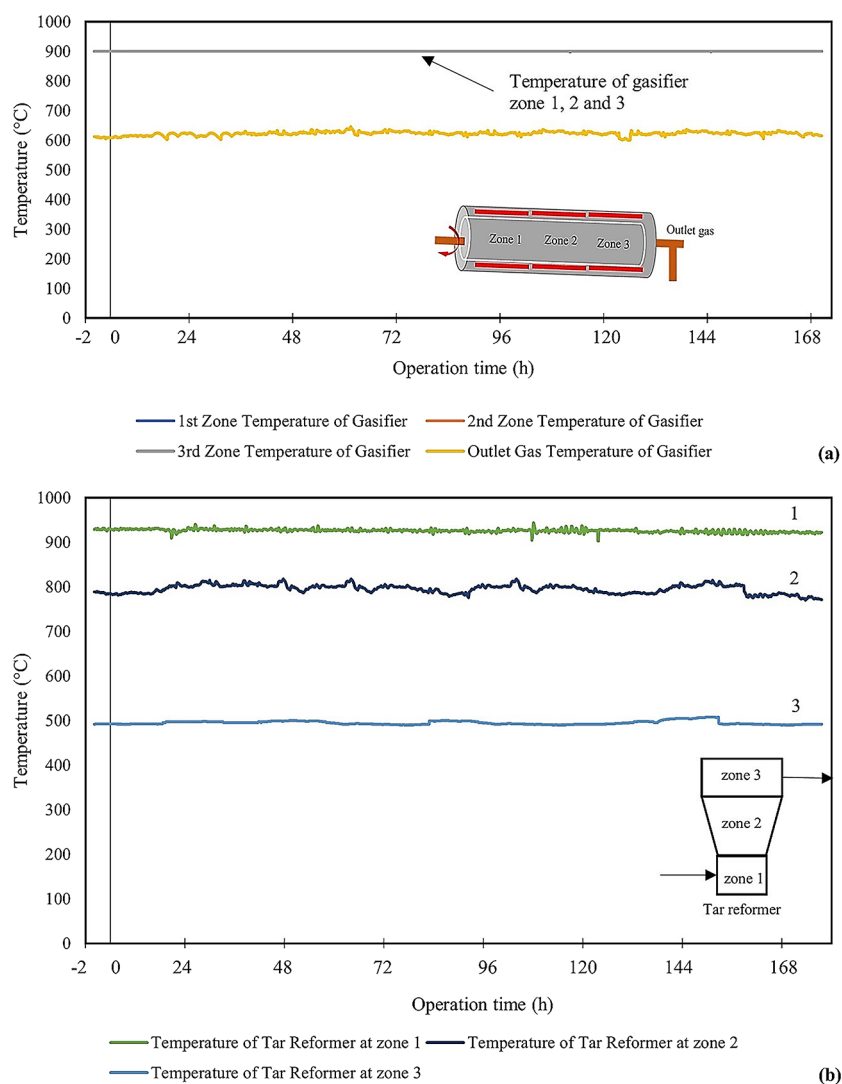 1000
900
800
700
600
500
400
300
200
100
0
Temperature (°C)
Temperature of gasifier
zone 1, 2 and 3
Zone 1 Zone 2 Zone 3
Outlet gas
-2 0 24 48 72 96 120 144 168
Operation time (h)
1st Zone Temperature of Gasifier 2nd Zone Temperature of Gasifier
3rd Zone Temperature of Gasifier Outlet Gas Temperature of Gasifier
(a)
1000
900
800
700
600
500
400
300
200
100
0
Temperature (°C)
1
2
3
zone 3
zone 2
zone 1
Tar reformer
-2 0 24 48 72 96 120 144 168
Operation time (h)
Temperature of Tar Reformer at zone 1 Temperature of Tar Reformer at zone 2
Temperature of Tar Reformer at zone 3
(b)